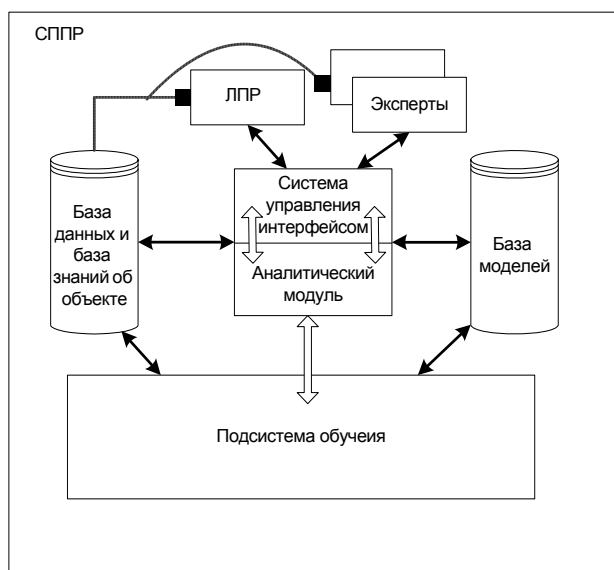 СППР
ЛПР
Эксперты
База
данных и
база
знаний об
объекте
Система
управления
интерфейсом
Аналитический
модуль
База
моделей
Подсистема обучеия